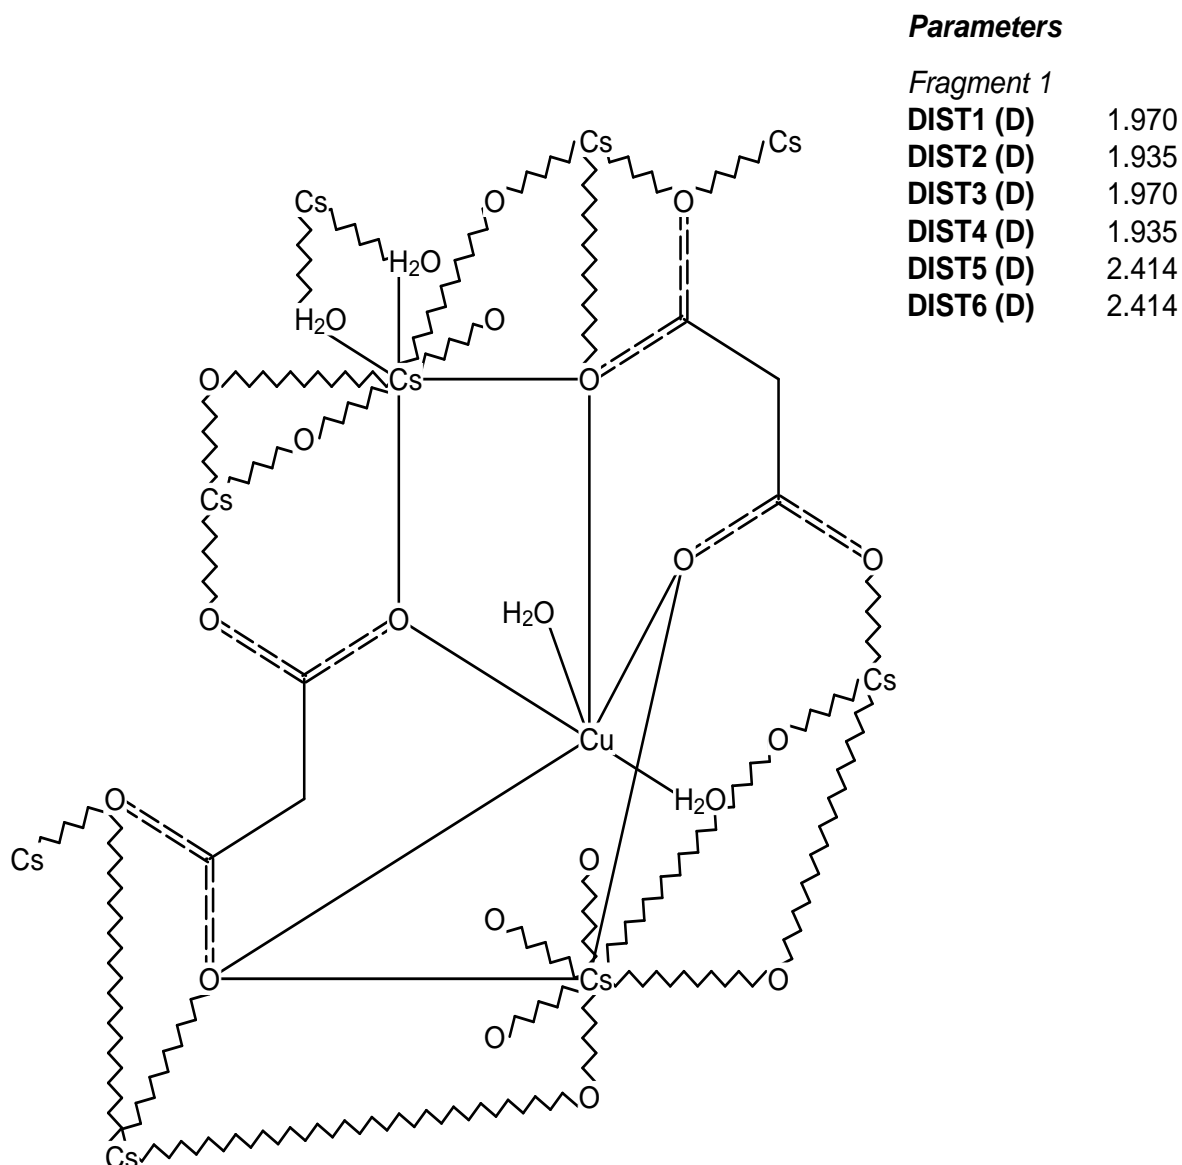 Parameters
Fragment 1
DIST1 (D) 1.970
DIST2 (D) 1.935
DIST3 (D) 1.970
DIST4 (D) 1.935
DIST5 (D) 2.414
DIST6 (D) 2.414
Cs Cs
Cs O O
H2O
H2O O
O Cs O
O
Cs
O O
O O H2O
Cs
Cu O
O H2O
Cs O
O
O Cs O
O
O
Cs